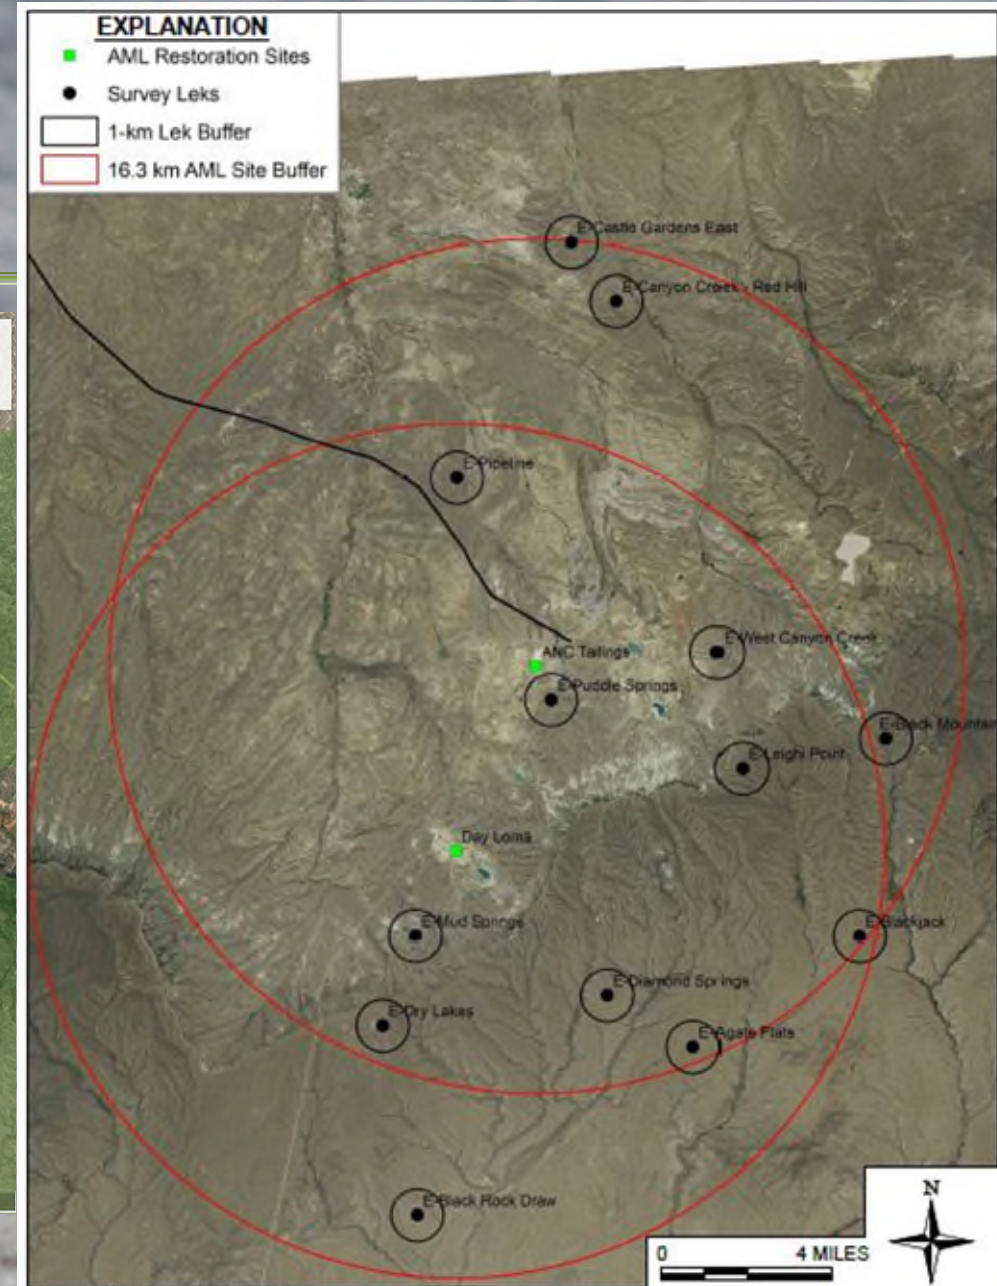 EXPLANATION
AML Restoration Sites
Survey Leks
1-km Lek Buffer
16.3 km AML Site Buffer
E-Castle Gardens East
E-Canyon Creek - Red Hill
E-Pipeline
E-West Canyon Creek
ANC Tailings
E-Puddle Springs
E-Black Mountain
E-Leighi Point
Day Loma
E-Mud Springs
E-Blackjack
E-Diamond Springs
E-Dry Lakes
E-Agate Flats
E-Black Rock Draw
N
0 4 MILES